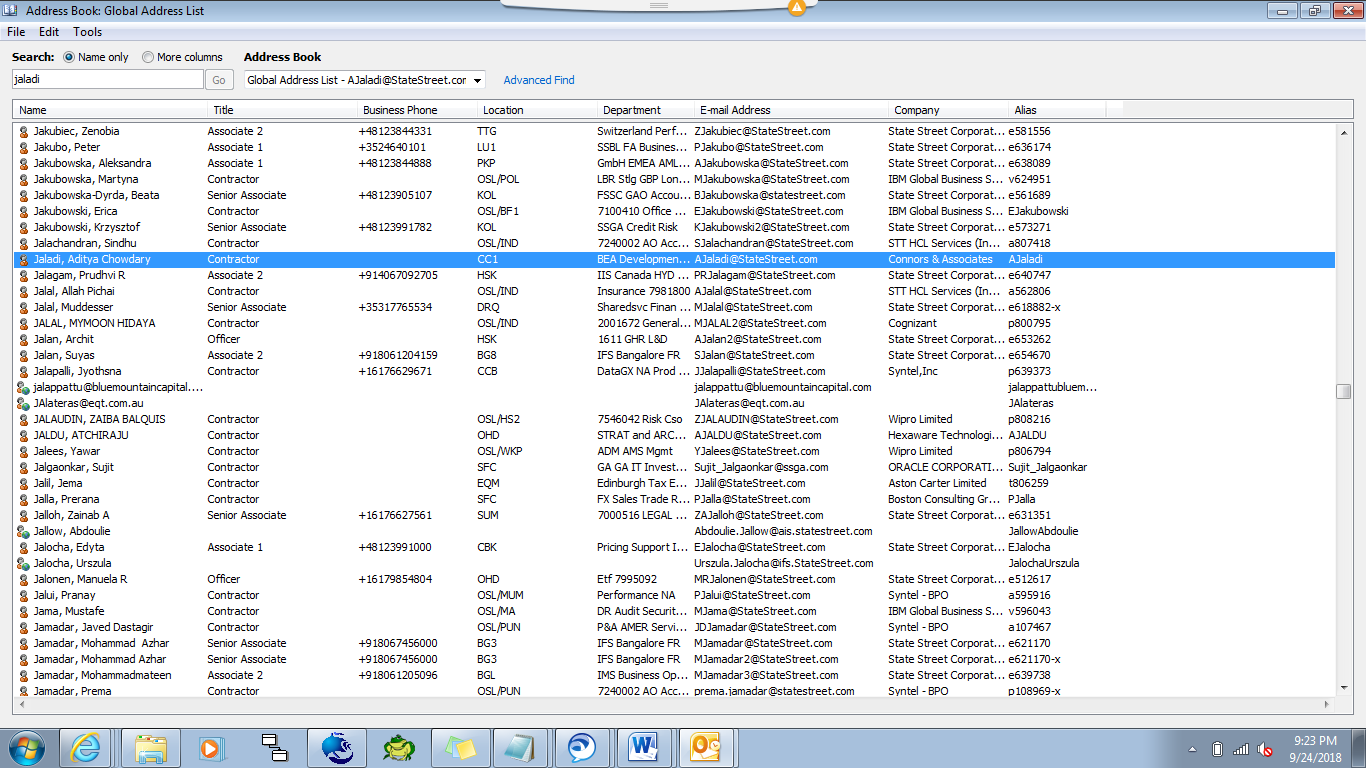 Address Book: Global Address List
File Edit Tools
Search: Name only More columns Address Book
jaladi Go Global Address List - AJaladi@StateStreet.com Advanced Find
Name Title Business Phone Location Department E-mail Address Company Alias
Jakubiec, Zenobia Associate 2 +48123844331 TTG Switzerland Perf... ZJakubiec@StateStreet.com State Street Corporat... e581556
Jakubo, Peter Associate 1 +3524640101 LU1 SSBL FA Busines... PJakubo@StateStreet.com State Street Corporat... e636174
Jakubowska, Aleksandra Associate 1 +48123844888 PKP GmbH EMEA AML... AJakubowska@StateStreet.com State Street Corporat... e638089
Jakubowska, Martyna Contractor OSL/POL LBR Stlg GBP Lon... MJakubowska@StateStreet.com IBM Global Business S... v624951
Jakubowska-Dyrda, Beata Senior Associate +48123905107 KOL FSSC GAO Accou... BJakubowska@statestreet.com State Street Corporat... e561689
Jakubowski, Erica Contractor OSL/BF1 7100410 Office ... EJakubowski@StateStreet.com IBM Global Business S... EJakubowski
Jakubowski, Krzysztof Senior Associate +48123991782 KOL SSGA Credit Risk KJakubowski2@StateStreet.com State Street Corporat... e573271
Jalachandran, Sindhu Contractor OSL/IND 7240002 AO Acc... SJalachandran@StateStreet.com STT HCL Services (In... a807418
Jaladi, Aditya Chowdary Contractor CC1 BEA Developmen... AJaladi@StateStreet.com Connors & Associates AJaladi
Jalagam, Prudhvi R Associate 2 +914067092705 HSK IIS Canada HYD ... PRJalagam@StateStreet.com State Street Corporat... e640747
Jalal, Allah Pichai Contractor OSL/IND Insurance 7981800 AJalal@StateStreet.com STT HCL Services (In... a562806
Jalal, Muddesser Senior Associate +35317765534 DRQ Sharedsvc Finan ... MJalal@StateStreet.com State Street Corporat... e618882-x
JALAL, MYMOON HIDAYA Contractor OSL/IND 2001672 General... MJALAL2@StateStreet.com Cognizant p800795
Jalan, Archit Officer HSK 1611 GHR L&D AJalan2@StateStreet.com State Street Corporat... e653262
Jalan, Suyas Associate 2 +918061204159 BG8 IFS Bangalore FR SJalan@StateStreet.com State Street Corporat... e654670
Jalapalli, Jyothsna Contractor +16176629671 CCB DataGX NA Prod ... JJalapalli@StateStreet.com Syntel,Inc p639373
jalappattu@bluemountaincapital.... jalappattu@bluemountaincapital.com jalappattubluem...
JAlateras@eqt.com.au JAlateras@eqt.com.au JAlateras
JALAUDIN, ZAIBA BALQUIS Contractor OSL/HS2 7546042 Risk Cso ZJALAUDIN@StateStreet.com Wipro Limited p808216
JALDU, ATCHIRAJU Contractor OHD STRAT and ARC... AJALDU@StateStreet.com Hexaware Technologi... AJALDU
Jalees, Yawar Contractor OSL/WKP ADM AMS Mgmt YJalees@StateStreet.com Wipro Limited p806794
Jalgaonkar, Sujit Contractor SFC GA GA IT Invest... Sujit_Jalgaonkar@ssga.com ORACLE CORPORATI... Sujit_Jalgaonkar
Jalil, Jema Contractor EQM Edinburgh Tax E... JJalil@StateStreet.com Aston Carter Limited t806259
Jalla, Prerana Contractor SFC FX Sales Trade R... PJalla@StateStreet.com Boston Consulting Gr... PJalla
Jalloh, Zainab A Senior Associate +16176627561 SUM 7000516 LEGAL ... ZAJalloh@StateStreet.com State Street Corporat... e631351
Jallow, Abdoulie Abdoulie.Jallow@ais.statestreet.com JallowAbdoulie
Jalocha, Edyta Associate 1 +48123991000 CBK Pricing Support I... EJalocha@StateStreet.com State Street Corporat... EJalocha
Jalocha, Urszula Urszula.Jalocha@ifs.StateStreet.com JalochaUrszula
Jalonen, Manuela R Officer +16179854804 OHD Etf 7995092 MRJalonen@StateStreet.com State Street Corporat... e512617
Jalui, Pranay Contractor OSL/MUM Performance NA PJalui@StateStreet.com Syntel - BPO a595916
Jama, Mustafe Contractor OSL/MA DR Audit Securit... MJama@StateStreet.com IBM Global Business S... v596043
Jamadar, Javed Dastagir Contractor OSL/PUN P&A AMER Servi... JDJamadar@StateStreet.com Syntel - BPO a107467
Jamadar, Mohammad Azhar Senior Associate +918067456000 BG3 IFS Bangalore FR MJamadar@StateStreet.com State Street Corporat... e621170
Jamadar, Mohammad Azhar Senior Associate +918067456000 BG3 IFS Bangalore FR MJamadar2@StateStreet.com State Street Corporat... e621170-x
Jamadar, Mohammadmateen Associate 2 +918061205096 BGL IMS Business Op... MJamadar3@StateStreet.com State Street Corporat... e639738
Jamadar, Prema Contractor OSL/PUN 7240002 AO Acc... prema.jamadar@statestreet.com Syntel - BPO p108969-x
9:23 PM
9/24/2018